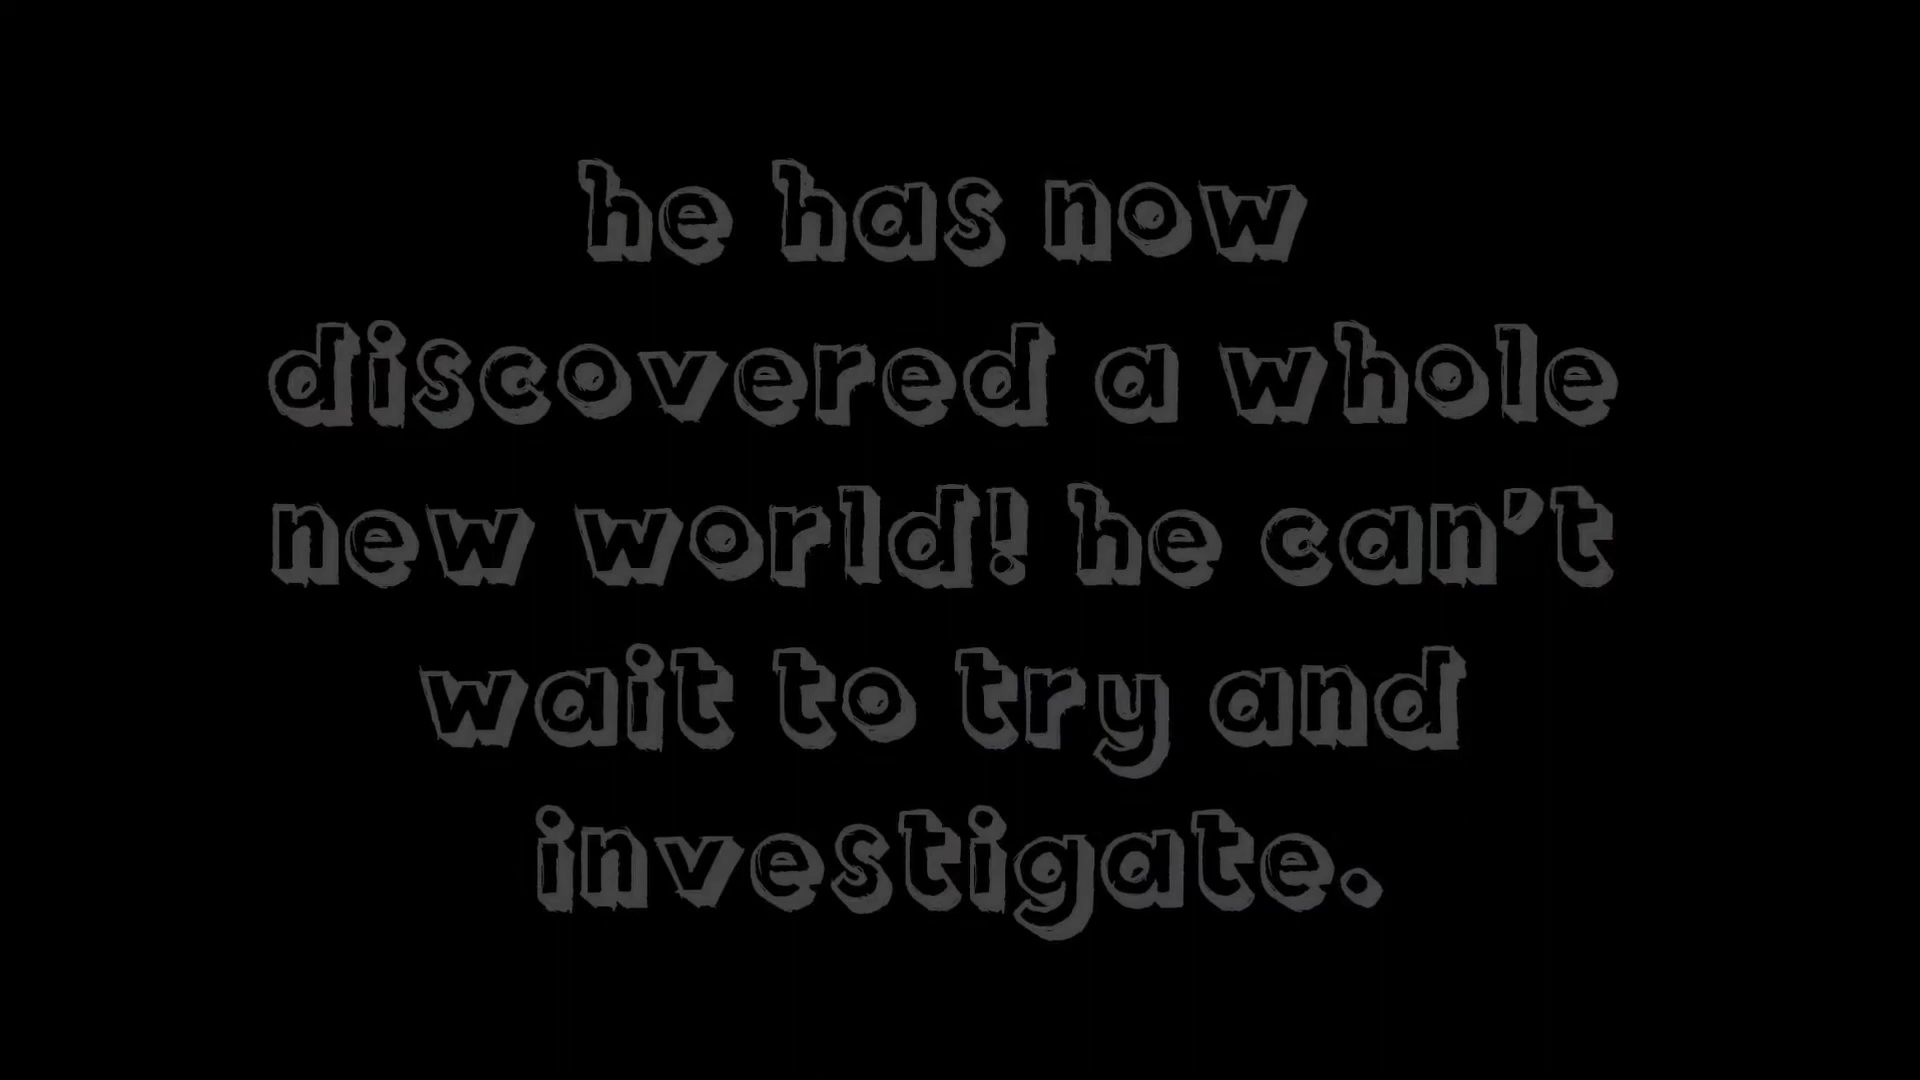 he has now
discovered a whole
new world! he can't
wait to try and
investigate.